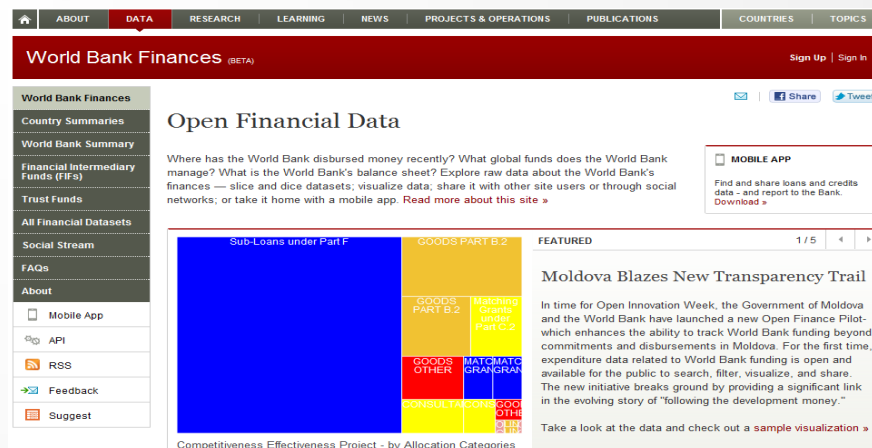 ABOUT DATA RESEARCH LEARNING NEWS PROJECTS & OPERATIONS PUBLICATIONS COUNTRIES TOPICS
World Bank Finances (BETA)
Sign Up | Sign In
World Bank Finances
Country Summaries
World Bank Summary
Financial Intermediary
Funds (FIFs)
Trust Funds
All Financial Datasets
Social Stream
FAQs
About
Mobile App
API
RSS
Feedback
Suggest
Share
Tweet
Open Financial Data
Where has the World Bank disbursed money recently? What global funds does the World Bank
manage? What is the World Bank's balance sheet? Explore raw data about the World Bank's
finances — slice and dice datasets; visualize data; share it with other site users or through social
networks; or take it home with a mobile app. Read more about this site »
MOBILE APP
Find and share loans and credits
data - and report to the Bank.
Download »
Sub-Loans under Part F
GOODS PART B.2
GOODS
PART B.2
Matching
Grants
under
Part C.2
GOODS
OTHER
MATC
GRAN
MATC
GRAN
CONSULTA
CONS
GOO
OTHE
Competitiveness Effectiveness Project - by Allocation Categories
FEATURED
1 / 5
Moldova Blazes New Transparency Trail
In time for Open Innovation Week, the Government of Moldova
and the World Bank have launched a new Open Finance Pilot-
which enhances the ability to track World Bank funding beyond
commitments and disbursements in Moldova. For the first time,
expenditure data related to World Bank funding is open and
available for the public to search, filter, visualize, and share.
The new initiative breaks ground by providing a significant link
in the evolving story of "following the development money."
Take a look at the data and check out a sample visualization »